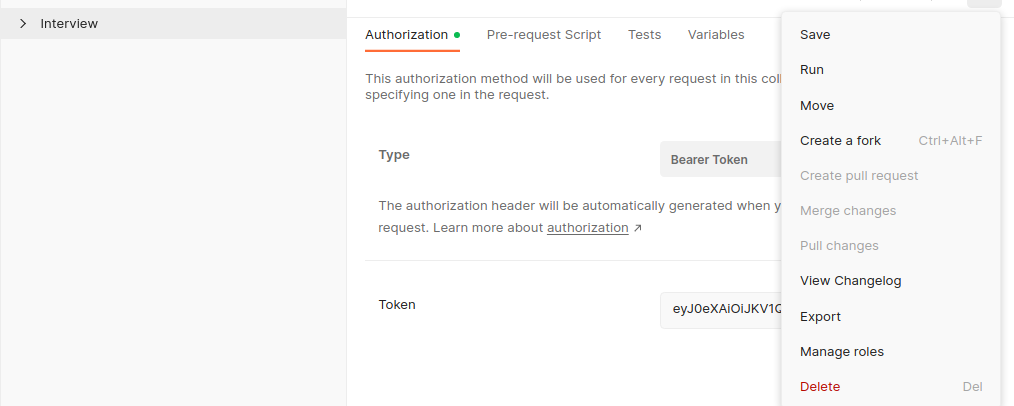 Interview
Authorization
Pre-request Script
Tests
Variables
This authorization method will be used for every request in this
specifying one in the request.
Type
Bearer Token
The authorization header will be automatically generated when
request. Learn more about authorization ↗
Token
eyJ0eXAiOiJKV1Q
Save
Run
Move
Create a fork Ctrl+Alt+F
Create pull request
Merge changes
Pull changes
View Changelog
Export
Manage roles
Delete Del